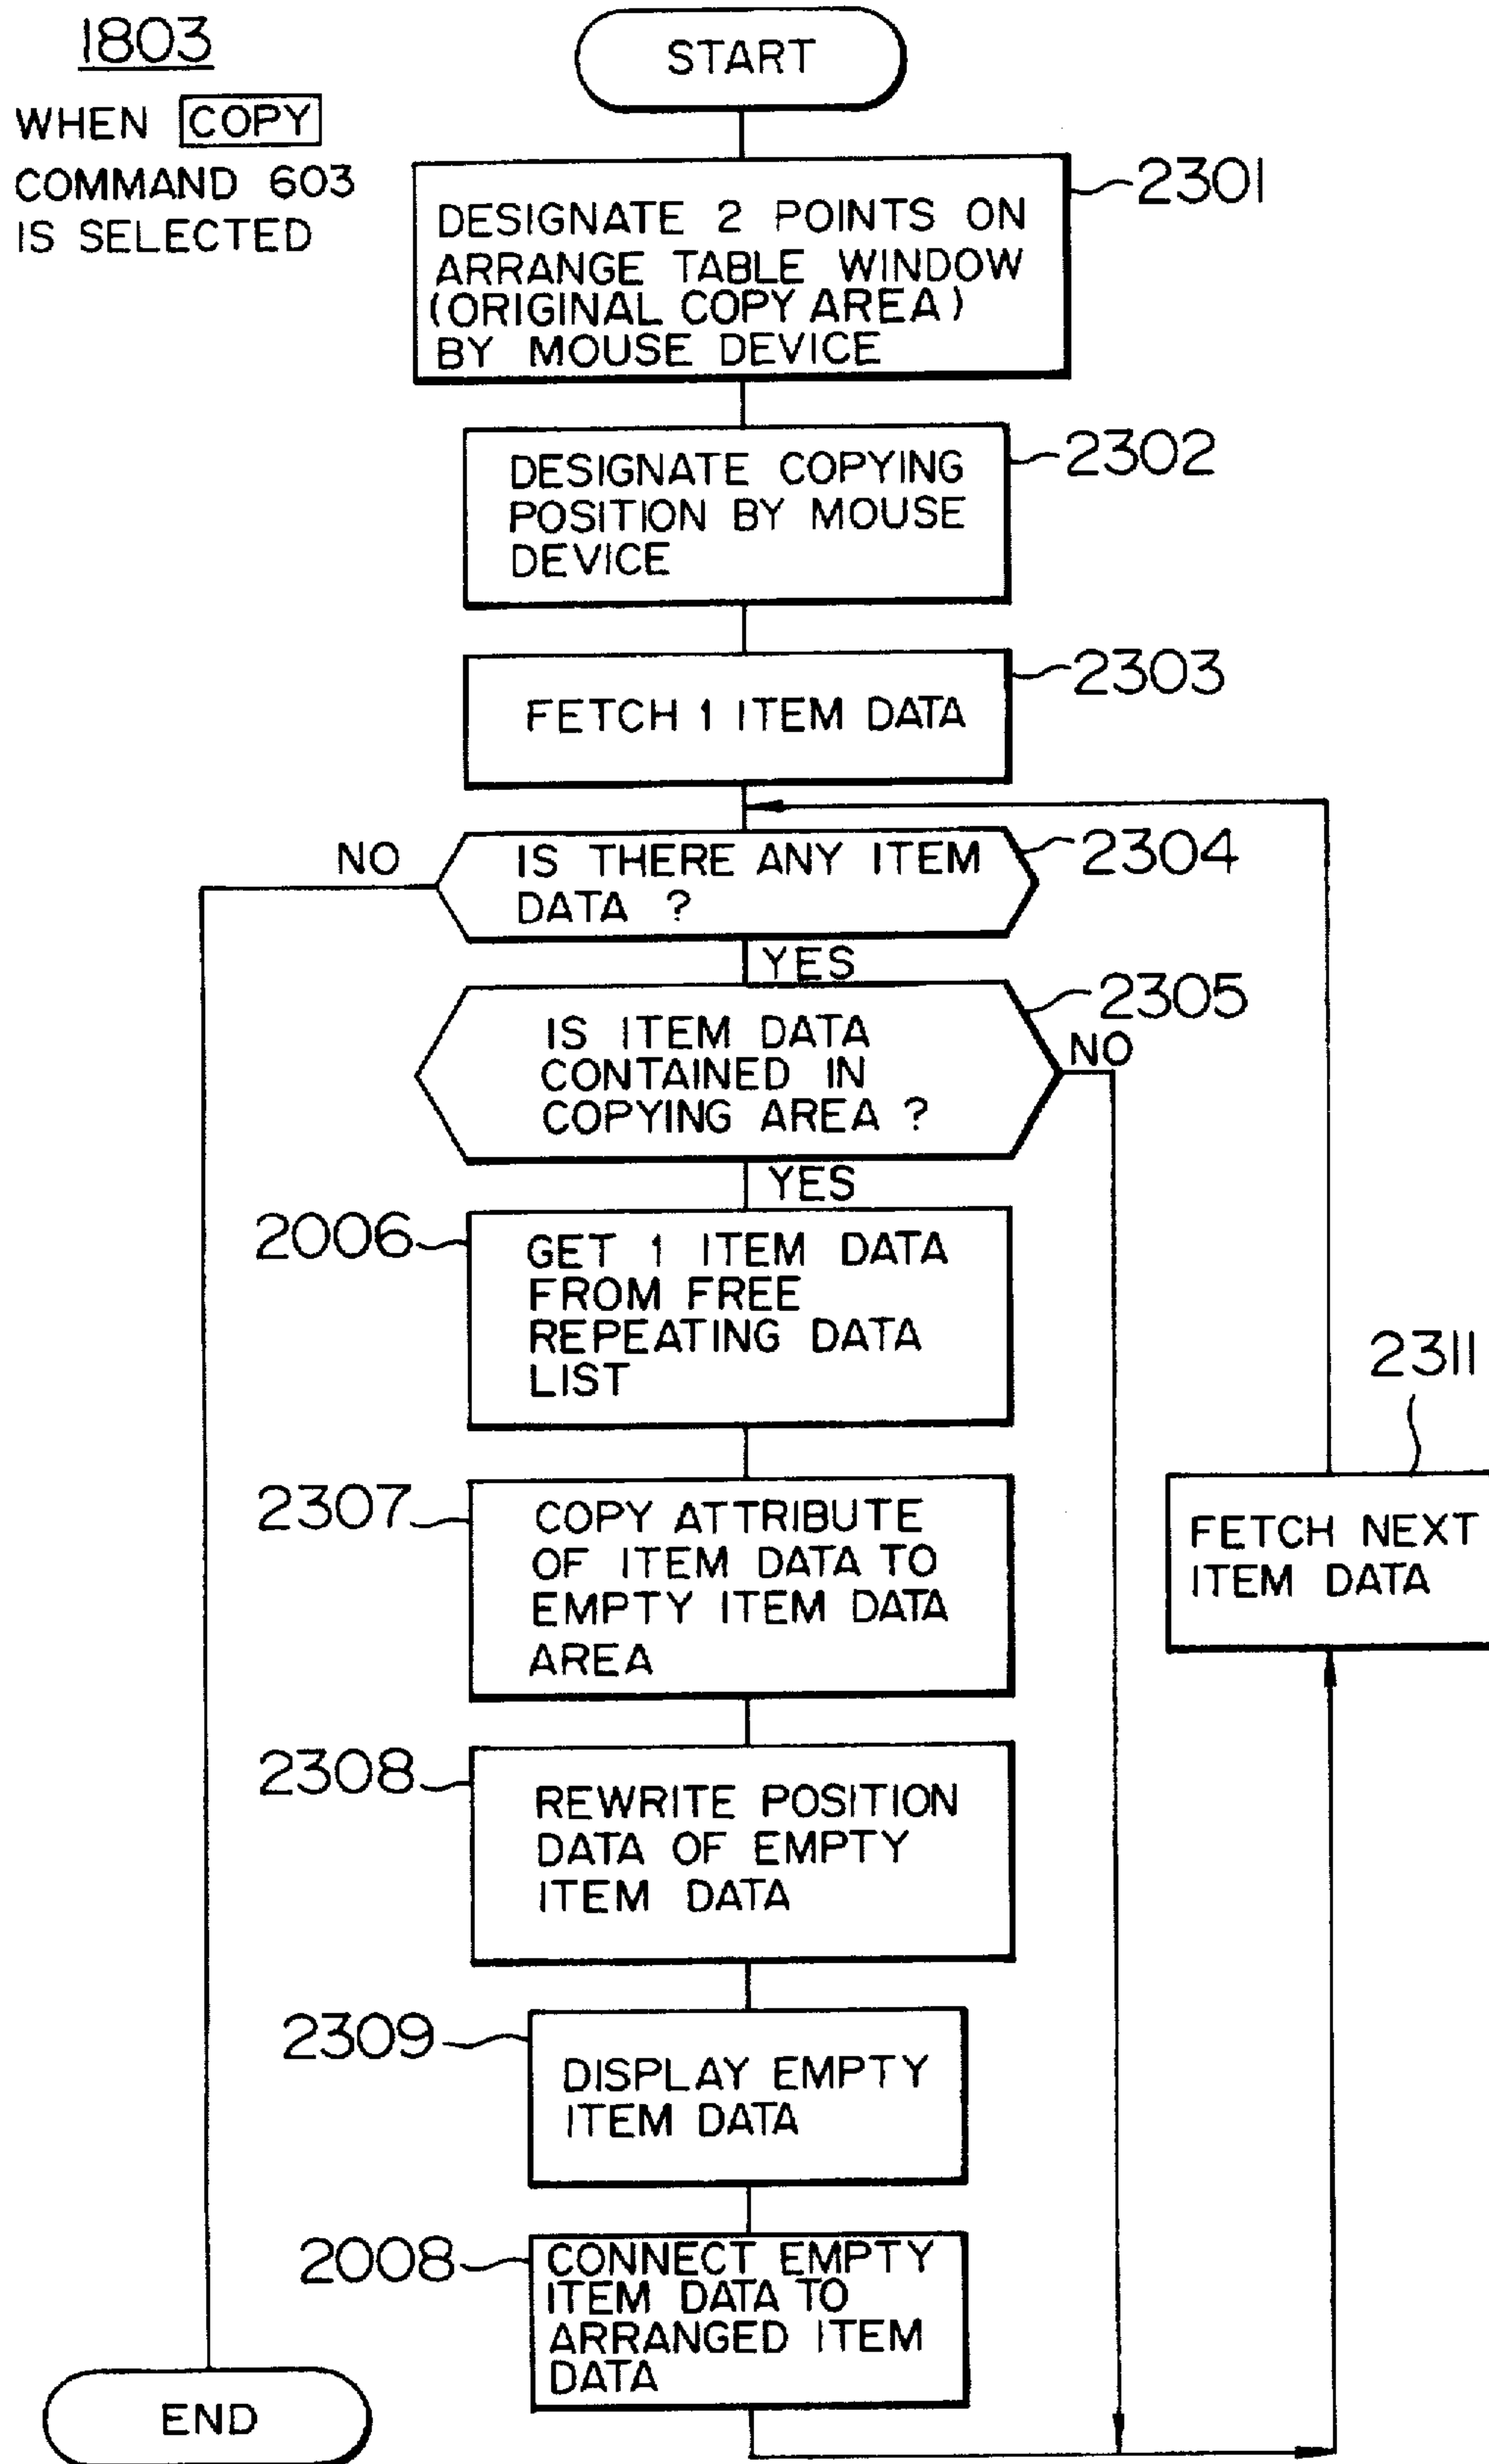 1803
WHEN COPY
COMMAND 603
IS SELECTED
START
DESIGNATE 2 POINTS ON
ARRANGE TABLE WINDOW
(ORIGINAL COPY AREA)
BY MOUSE DEVICE
2301
DESIGNATE COPYING
POSITION BY MOUSE
DEVICE
2302
FETCH 1 ITEM DATA
2303
NO
IS THERE ANY ITEM
DATA ?
2304
YES
IS ITEM DATA
CONTAINED IN
COPYING AREA ?
2305
NO
YES
2006
GET 1 ITEM DATA
FROM FREE
REPEATING DATA
LIST
2311
FETCH NEXT
ITEM DATA
2307
COPY ATTRIBUTE
OF ITEM DATA TO
EMPTY ITEM DATA
AREA
2308
REWRITE POSITION
DATA OF EMPTY
ITEM DATA
2309
DISPLAY EMPTY
ITEM DATA
2008
CONNECT EMPTY
ITEM DATA TO
ARRANGED ITEM
DATA
END